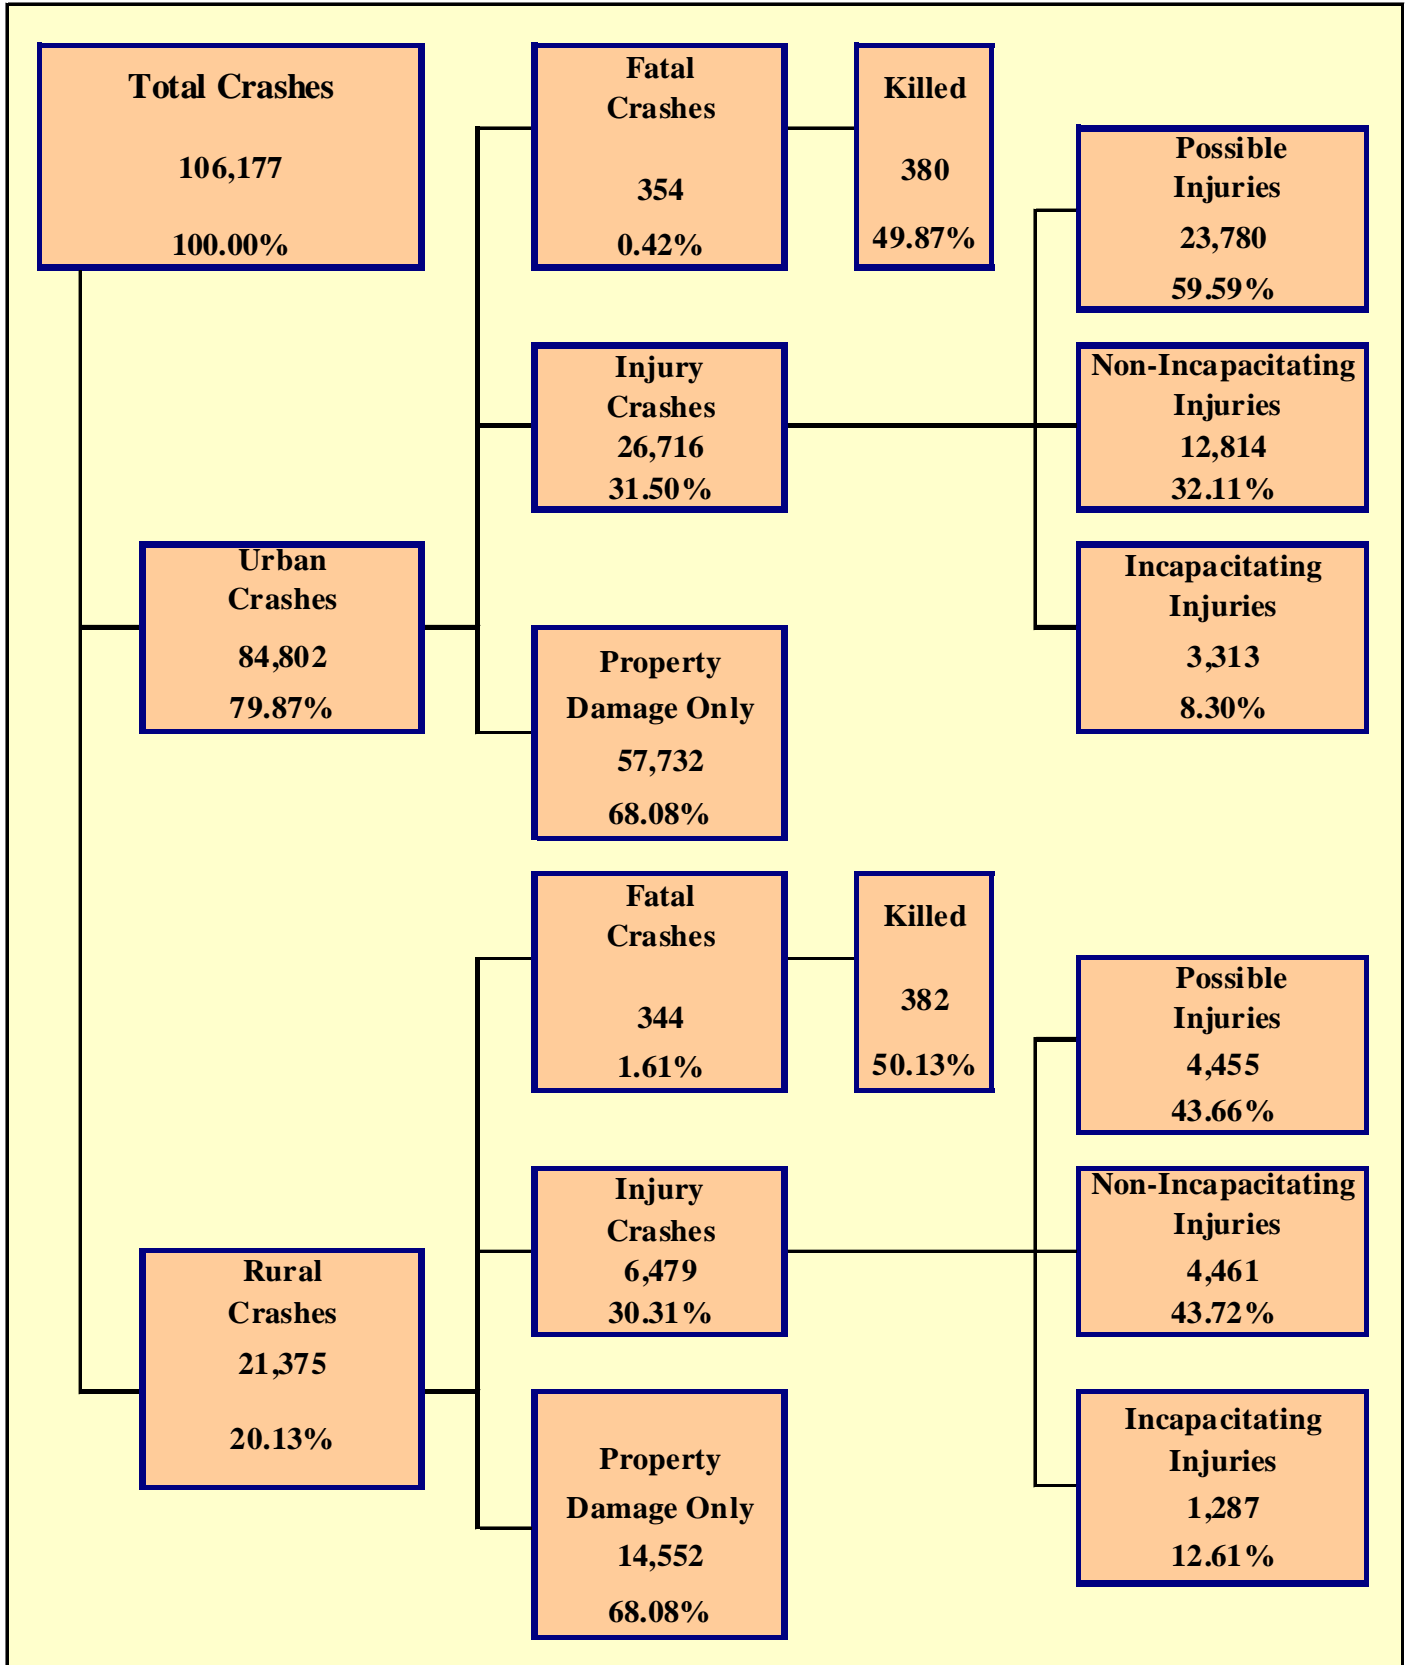 Total Crashes
106,177
100.00%
Fatal
Crashes
354
0.42%
Killed
380
49.87%
Possible
Injuries
23,780
59.59%
Injury
Crashes
26,716
31.50%
Non-Incapacitating
Injuries
12,814
32.11%
Urban
Crashes
84,802
79.87%
Incapacitating
Injuries
3,313
8.30%
Property
Damage Only
57,732
68.08%
Fatal
Crashes
344
1.61%
Killed
382
50.13%
Possible
Injuries
4,455
43.66%
Injury
Crashes
6,479
30.31%
Non-Incapacitating
Injuries
4,461
43.72%
Rural
Crashes
21,375
20.13%
Property
Damage Only
14,552
68.08%
Incapacitating
Injuries
1,287
12.61%